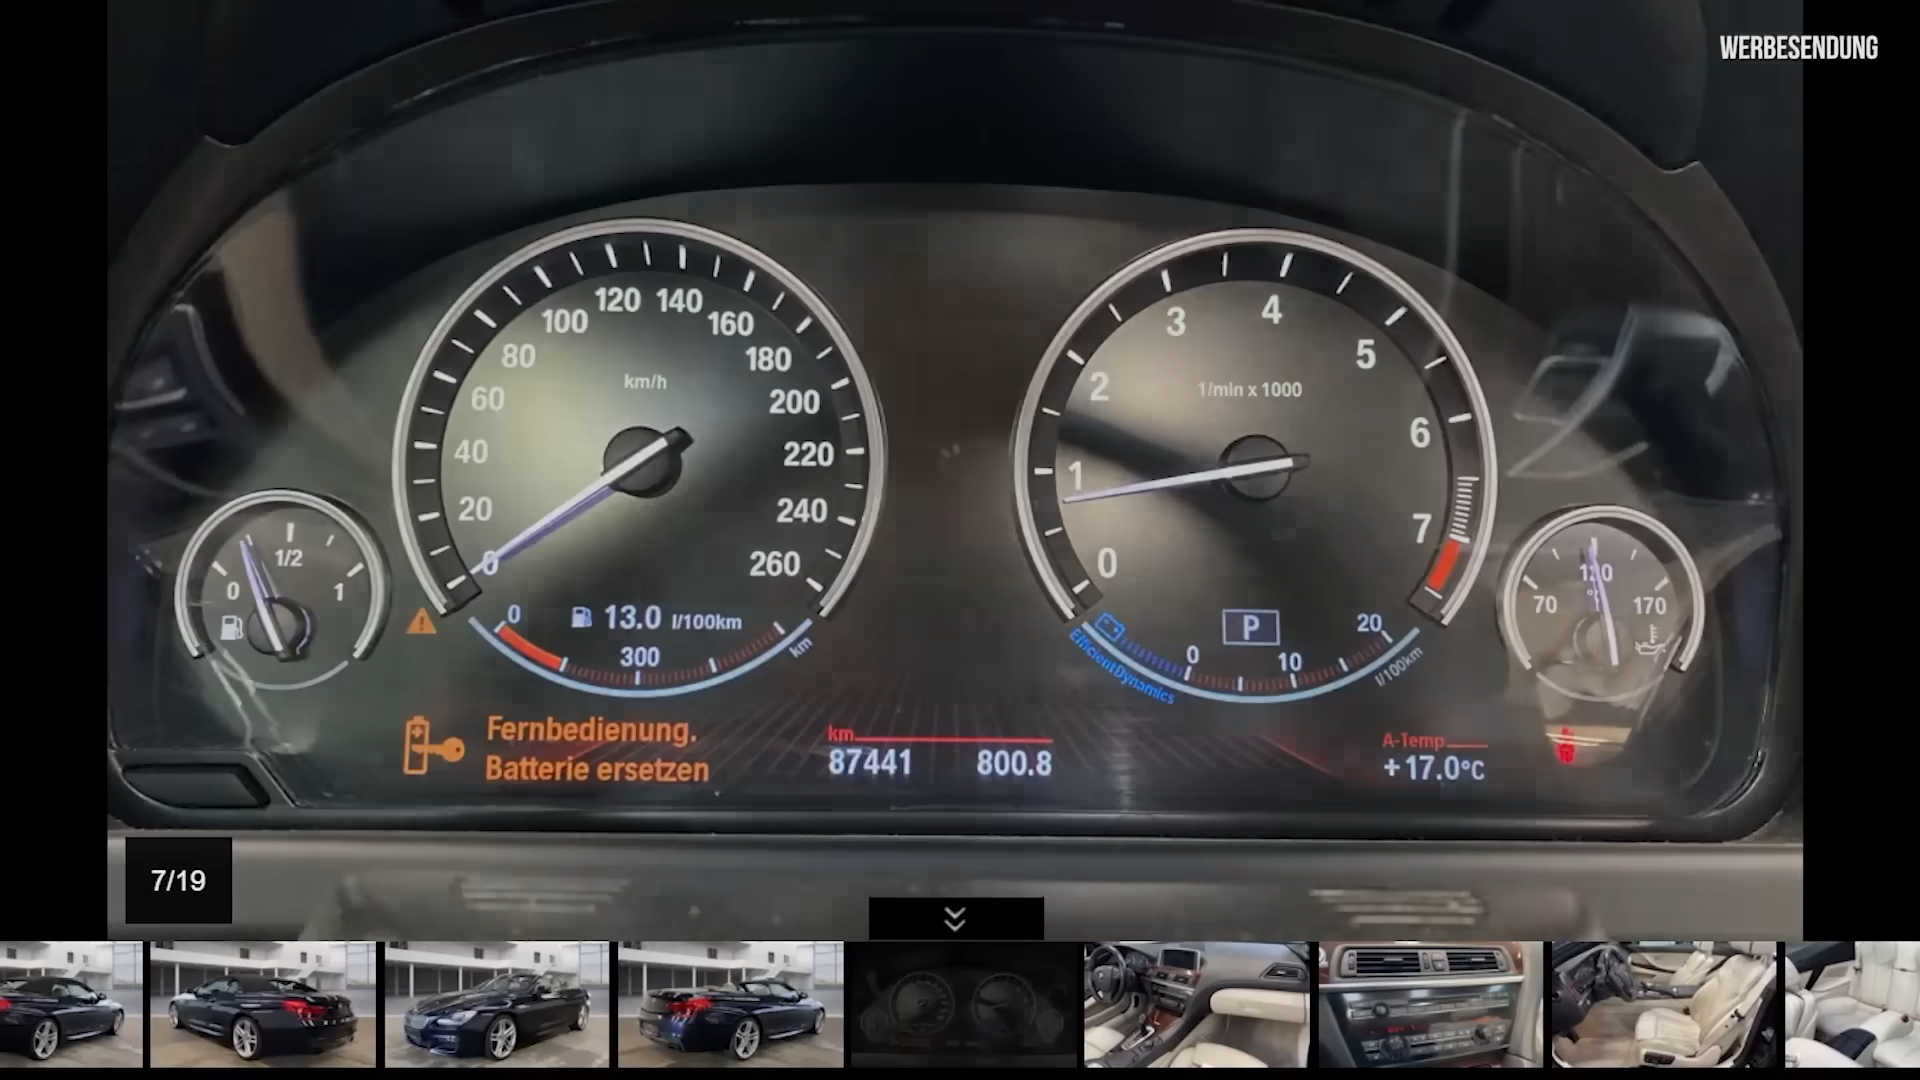 WERBESENDUNG
0 20 40 60 80 100 120 140 160 180 200 220 240 260
km/h
0 1 2 3 4 5 6 7
1/min x 1000
0 1/2 1
70 120 170
°C
13.0 l/100km
0 300 km
P
0 10 20
l/100km
EfficientDynamics
Fernbedienung.
Batterie ersetzen
km
87441 800.8
A-Temp
+17.0°C
7/19